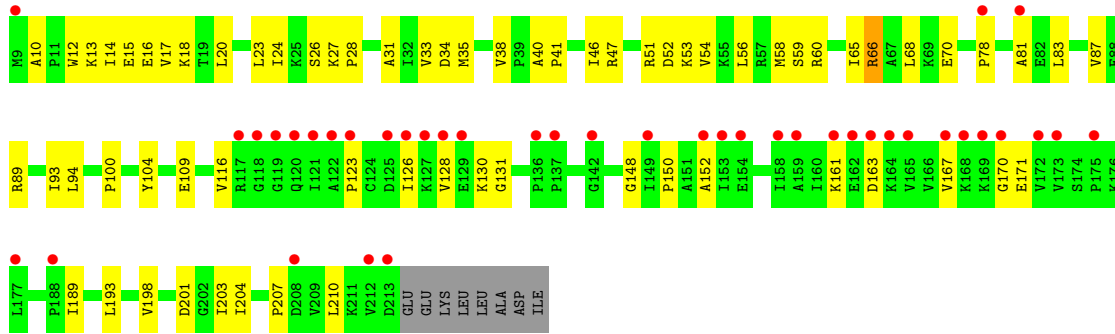 M9 A10 P11 W12 K13 I14 E15 E16 V17 K18 T19 L20 L23 I24 K25 S26 K27 P28 A31 I32 V33 D34 M35 V38 P39 A40 P41 I46 R47 R51 D52 K53 V54 K55 L56 R57 M58 S59 R60 I65 R66 A67 L68 K69 E70 P78 A81 E82 L83 V87 E88
R89 I93 L94 P100 Y104 E109 V116 R117 G118 G119 Q120 I121 A122 P123 C124 D125 I126 K127 V128 E129 K130 G131 P136 P137 G142 G148 I149 P150 A151 A152 I153 E154 I158 A159 I160 K161 E162 D163 K164 V165 V166 V167 K168 K169 G170 E171 V172 V173 S174 P175 K176
L177 P188 I189 L193 V198 D201 G202 I203 I204 P207 D208 V209 L210 K211 V212 D213 GLU GLU LYS LEU LEU ALA ASP ILE